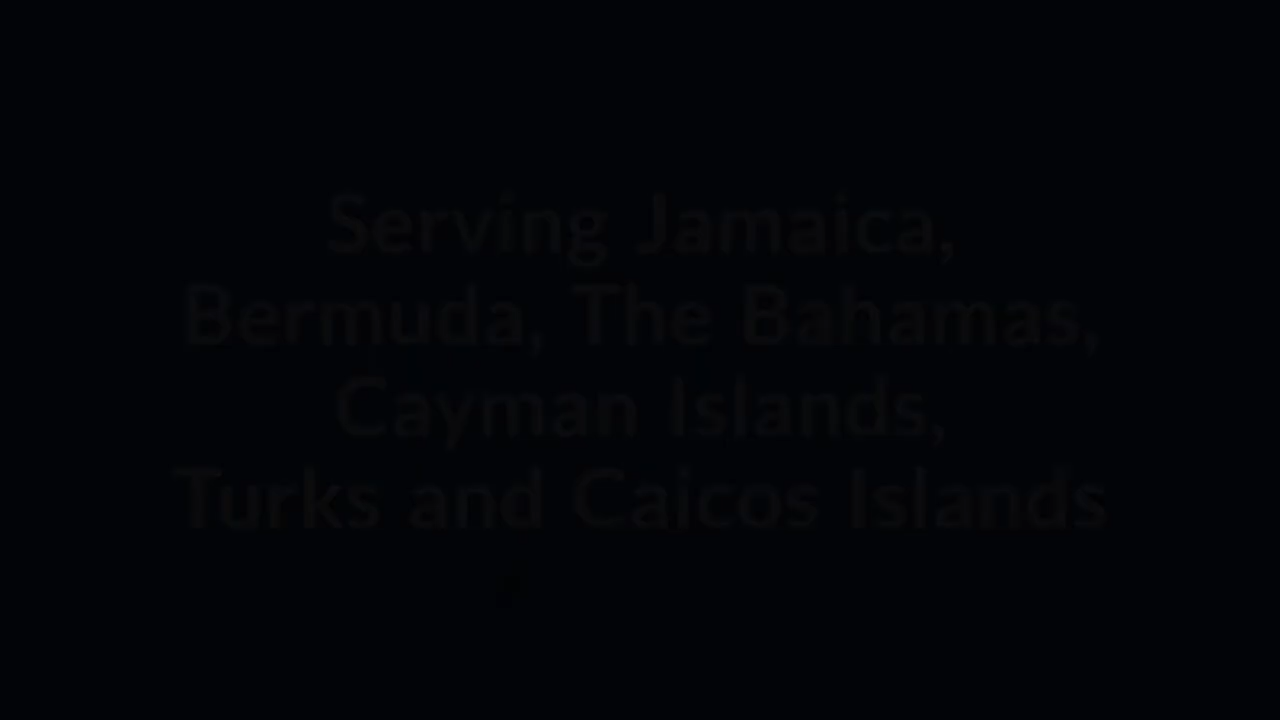 Serving Jamaica,
Bermuda, The Bahamas,
Cayman Islands,
Turks and Caicos Islands